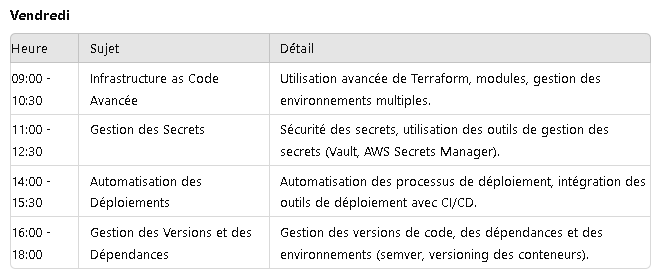 Vendredi
Heure Sujet Détail
09:00 - Infrastructure as Code Utilisation avancée de Terraform, modules, gestion des
10:30 Avancée environnements multiples.
11:00 - Gestion des Secrets Sécurité des secrets, utilisation des outils de gestion des
12:30 secrets (Vault, AWS Secrets Manager).
14:00 - Automatisation des Automatisation des processus de déploiement, intégration des
15:30 Déploiements outils de déploiement avec CI/CD.
16:00 - Gestion des Versions et des Gestion des versions de code, des dépendances et des
18:00 Dépendances environnements (semver, versioning des conteneurs).